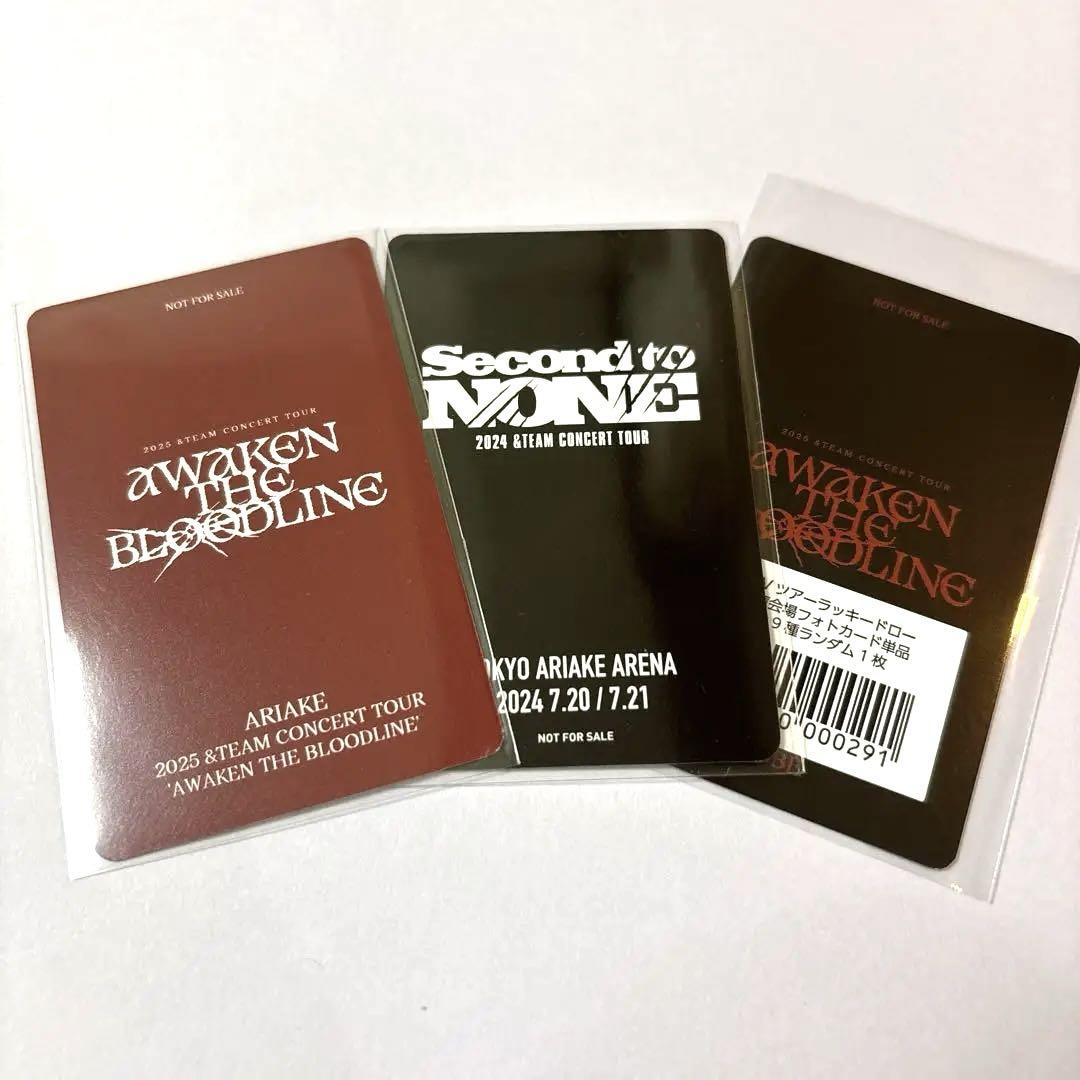 NOT FOR SALE
2025 &TEAM CONCERT TOUR
AWAKEN
THE
BLOODLINE
ARIAKE
2025 &TEAM CONCERT TOUR
'AWAKEN THE BLOODLINE'
Second to
NONE
2024 &TEAM CONCERT TOUR
OKYO ARIAKE ARENA
2024 7.20 / 7.21
NOT FOR SALE
NOT FOR SALE
2025 &TEAM CONCERT TOUR
AWAKEN
THE
OODLINE
ツアーラッキードロー
会場フォトカード単品
9種ランダム1枚
0 000291